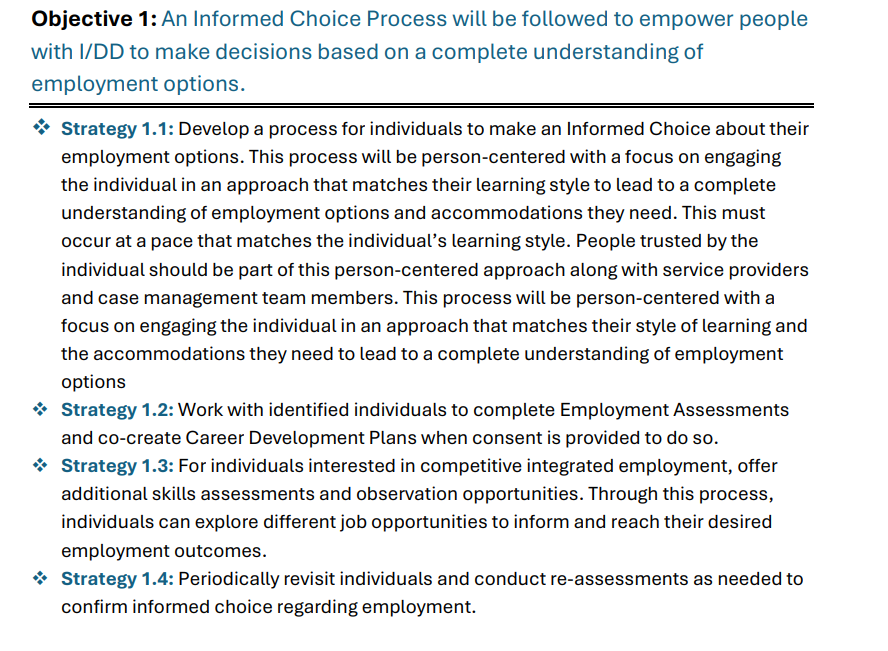 Objective 1: An Informed Choice Process will be followed to empower people
with I/DD to make decisions based on a complete understanding of
employment options.
❖ Strategy 1.1: Develop a process for individuals to make an Informed Choice about their
employment options. This process will be person-centered with a focus on engaging
the individual in an approach that matches their learning style to lead to a complete
understanding of employment options and accommodations they need. This must
occur at a pace that matches the individual’s learning style. People trusted by the
individual should be part of this person-centered approach along with service providers
and case management team members. This process will be person-centered with a
focus on engaging the individual in an approach that matches their style of learning and
the accommodations they need to lead to a complete understanding of employment
options
❖ Strategy 1.2: Work with identified individuals to complete Employment Assessments
and co-create Career Development Plans when consent is provided to do so.
❖ Strategy 1.3: For individuals interested in competitive integrated employment, offer
additional skills assessments and observation opportunities. Through this process,
individuals can explore different job opportunities to inform and reach their desired
employment outcomes.
❖ Strategy 1.4: Periodically revisit individuals and conduct re-assessments as needed to
confirm informed choice regarding employment.